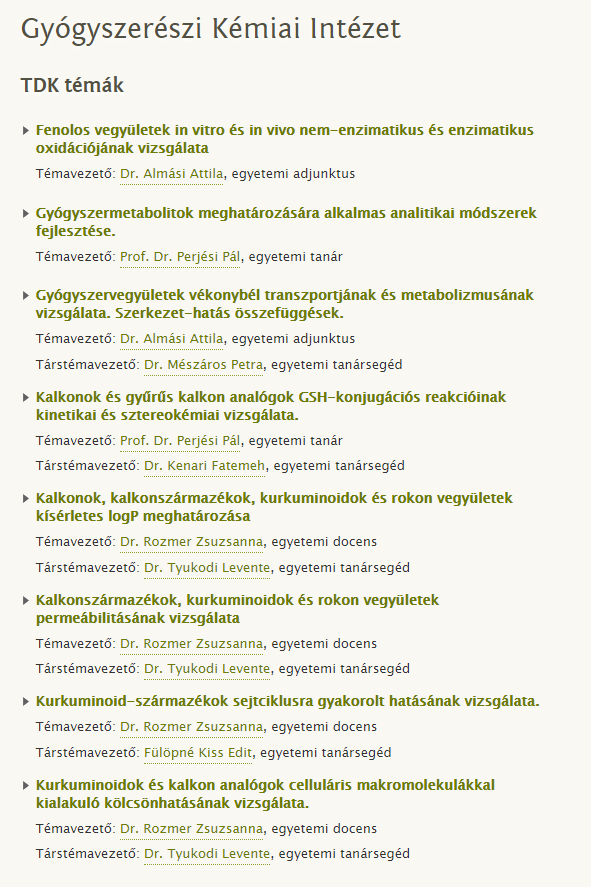 Gyógyszerészi Kémiai Intézet
TDK témák
Fenolos vegyületek in vitro és in vivo nem-enzimatikus és enzimatikus
oxidációjának vizsgálata
Témavezető: Dr. Almási Attila, egyetemi adjunktus
Gyógyszermetabolitok meghatározására alkalmas analitikai módszerek
fejlesztése.
Témavezető: Prof. Dr. Perjési Pál, egyetemi tanár
Gyógyszervegyületek vékonybél transzportjának és metabolizmusának
vizsgálata. Szerkezet-hatás összefüggések.
Témavezető: Dr. Almási Attila, egyetemi adjunktus
Társtémavezető: Dr. Mészáros Petra, egyetemi tanársegéd
Kalkonok és gyűrűs kalkon analógok GSH-konjugációs reakcióinak
kinetikai és sztereokémiai vizsgálata.
Témavezető: Prof. Dr. Perjési Pál, egyetemi tanár
Társtémavezető: Dr. Kenari Fatemeh, egyetemi tanársegéd
Kalkonok, kalkonszármazékok, kurkuminoidok és rokon vegyületek
kísérletes logP meghatározása
Témavezető: Dr. Rozmer Zsuzsanna, egyetemi docens
Társtémavezető: Dr. Tyukodi Levente, egyetemi tanársegéd
Kalkonszármazékok, kurkuminoidok és rokon vegyületek
permeábilitásának vizsgálata
Témavezető: Dr. Rozmer Zsuzsanna, egyetemi docens
Társtémavezető: Dr. Tyukodi Levente, egyetemi tanársegéd
Kurkuminoid-származékok sejtciklusra gyakorolt hatásának vizsgálata.
Témavezető: Dr. Rozmer Zsuzsanna, egyetemi docens
Társtémavezető: Fülöpné Kiss Edit, egyetemi tanársegéd
Kurkuminoidok és kalkon analógok celluláris makromolekulákkal
kialakuló kölcsönhatásának vizsgálata.
Témavezető: Dr. Rozmer Zsuzsanna, egyetemi docens
Társtémavezető: Dr. Tyukodi Levente, egyetemi tanársegéd